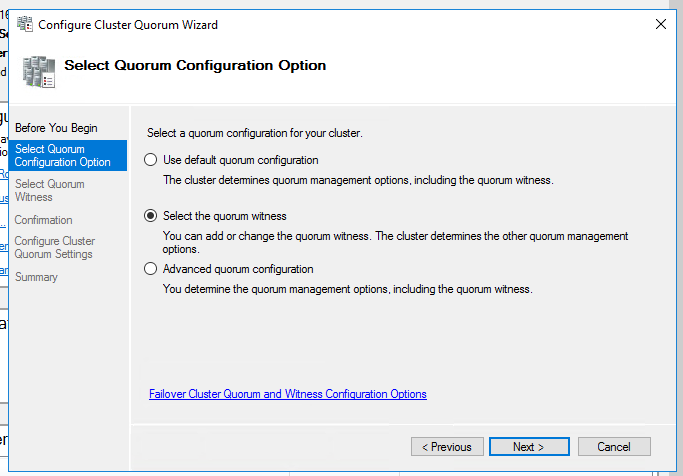 Configure Cluster Quorum Wizard
Select Quorum Configuration Option
Before You Begin
Select Quorum
Configuration Option
Select Quorum
Witness
Confirmation
Configure Cluster
Quorum Settings
Summary
Select a quorum configuration for your cluster.
Use default quorum configuration
The cluster determines quorum management options, including the quorum witness.
Select the quorum witness
You can add or change the quorum witness. The cluster determines the other quorum management
options.
Advanced quorum configuration
You determine the quorum management options, including the quorum witness.
Failover Cluster Quorum and Witness Configuration Options
< Previous
Next >
Cancel